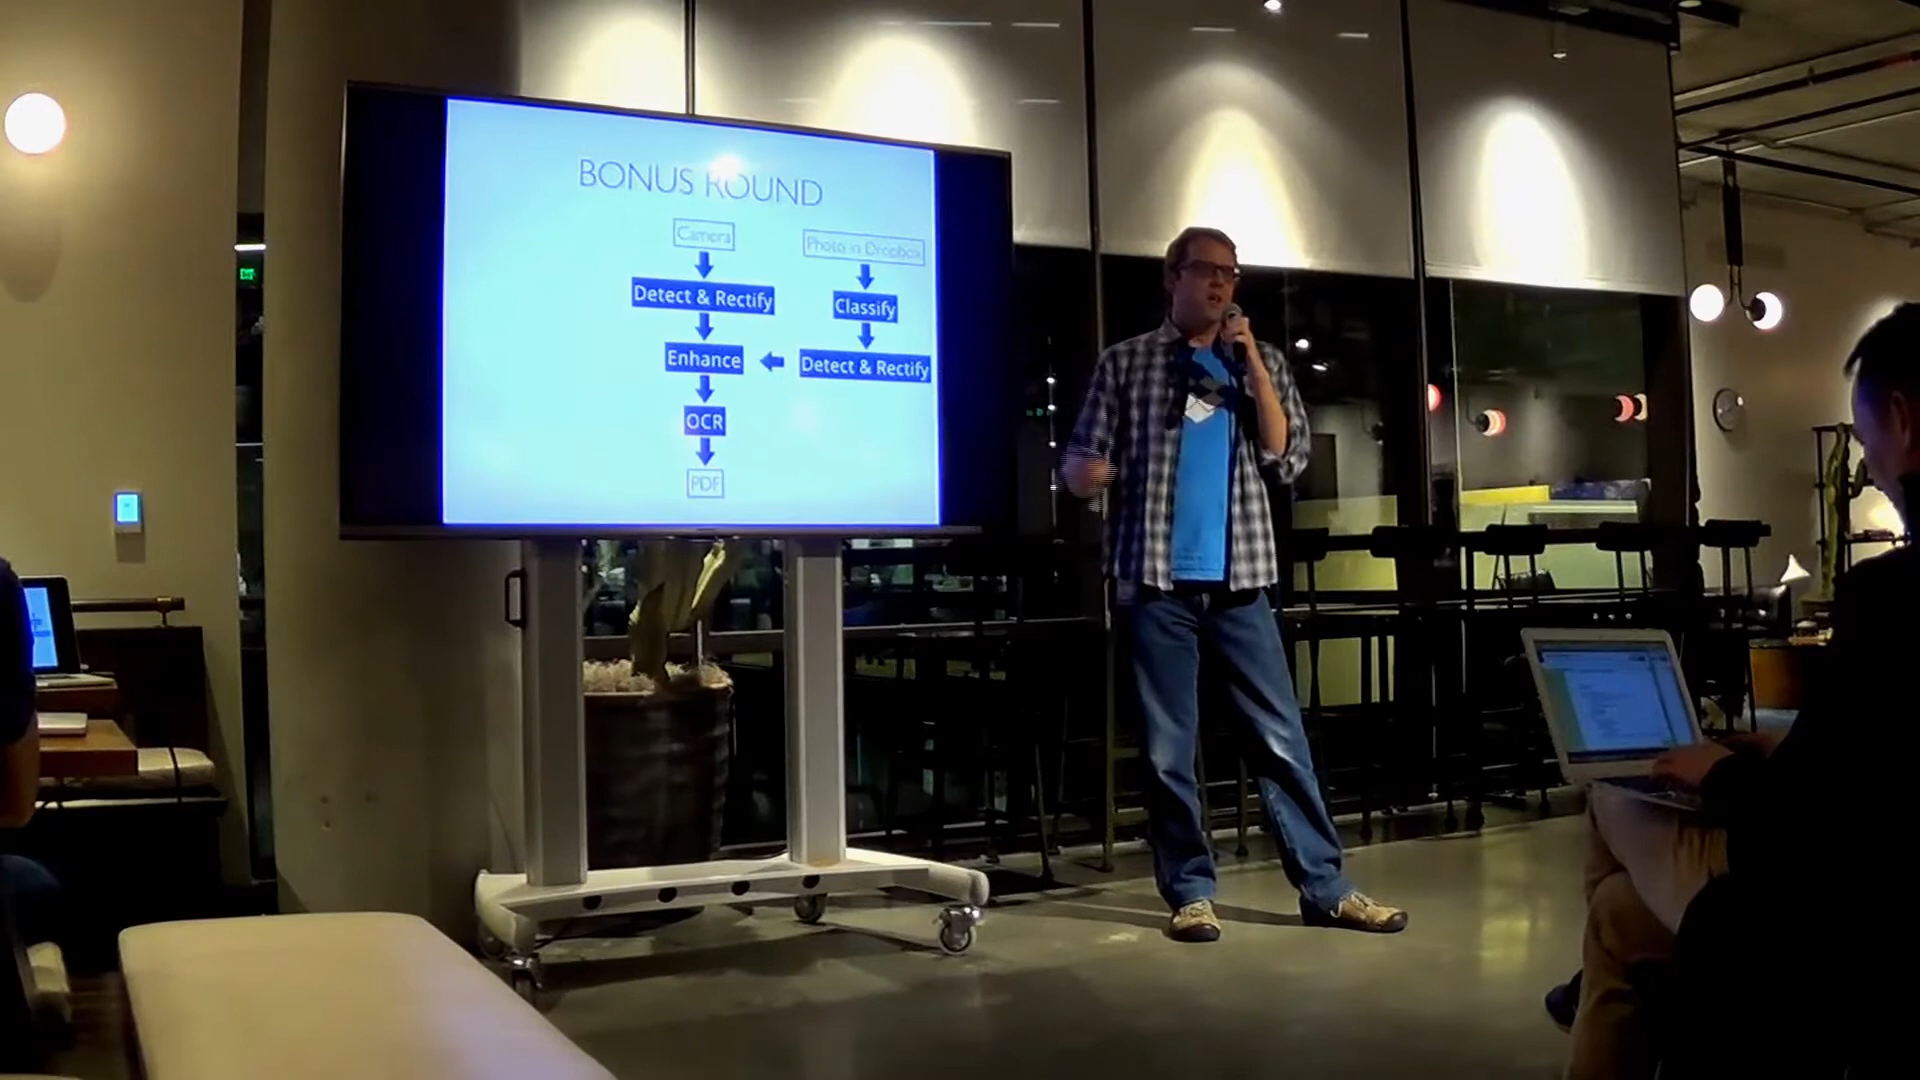 BONUS ROUND
Camera
Photo in Dropbox
Detect & Rectify
Classify
Enhance
Detect & Rectify
OCR
PDF